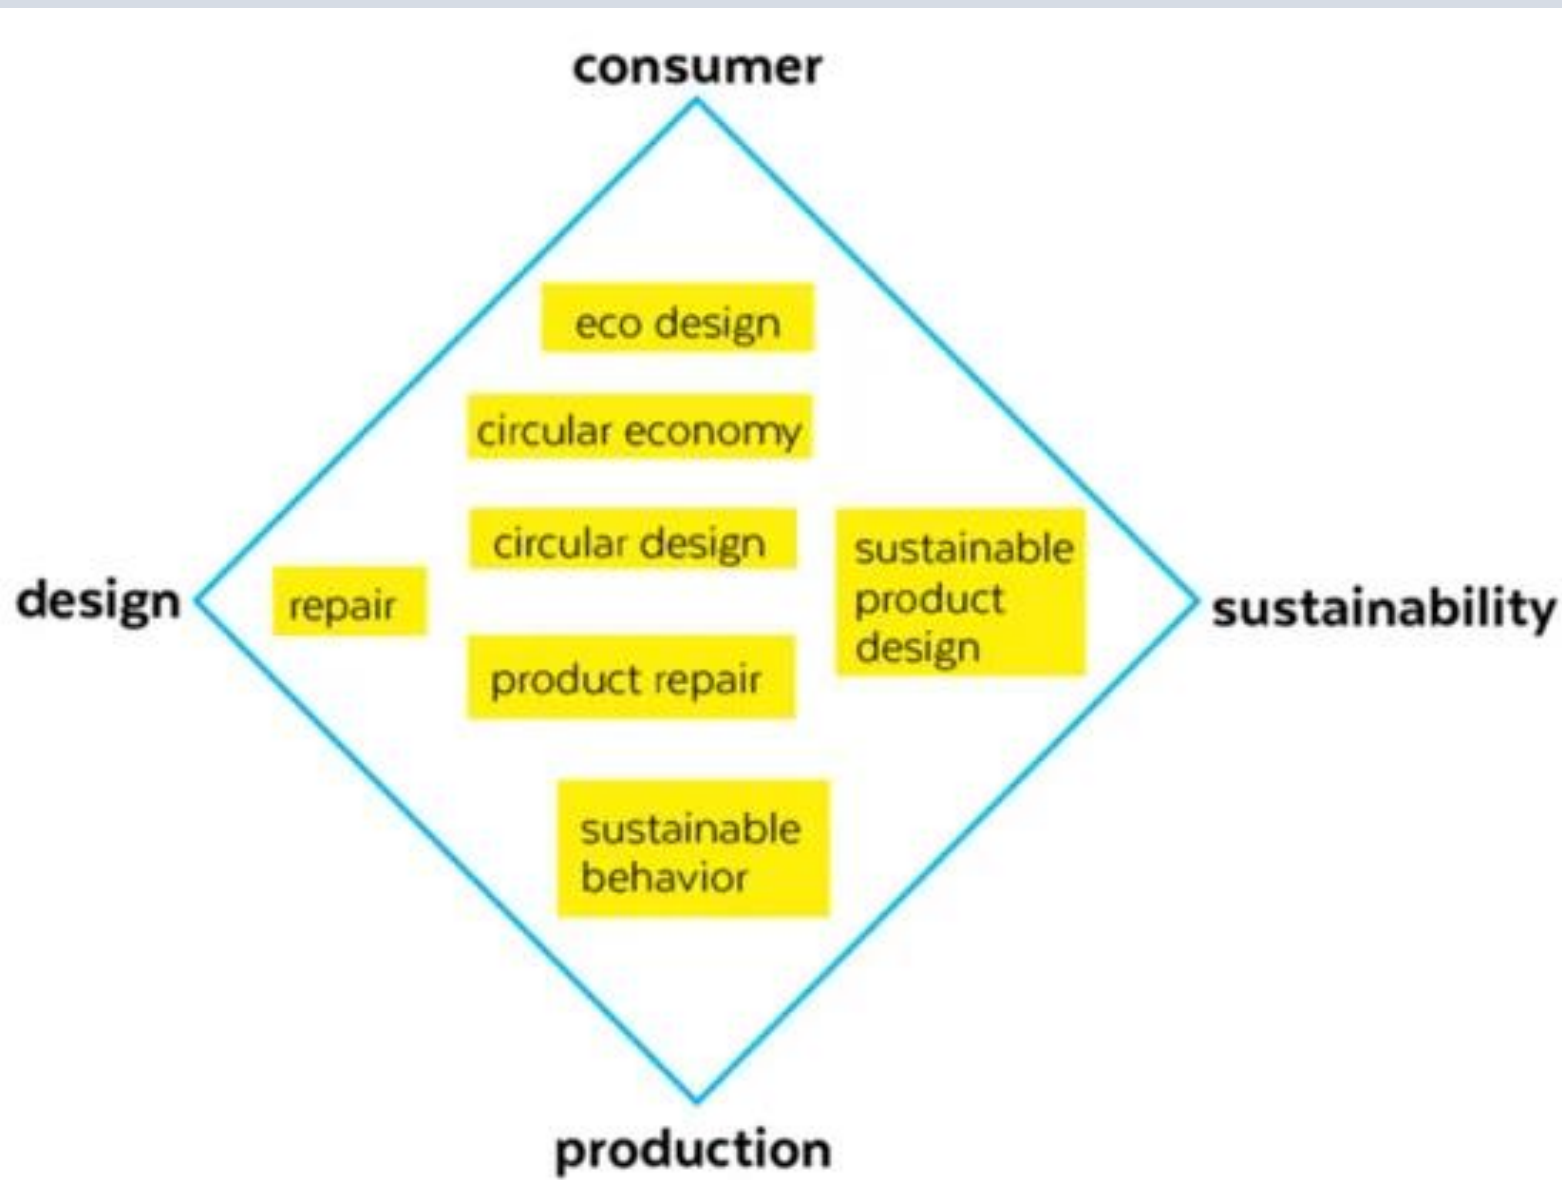 consumer
eco design
circular economy
circular design
sustainable
product
design
design
repair
sustainability
product repair
sustainable
behavior
production